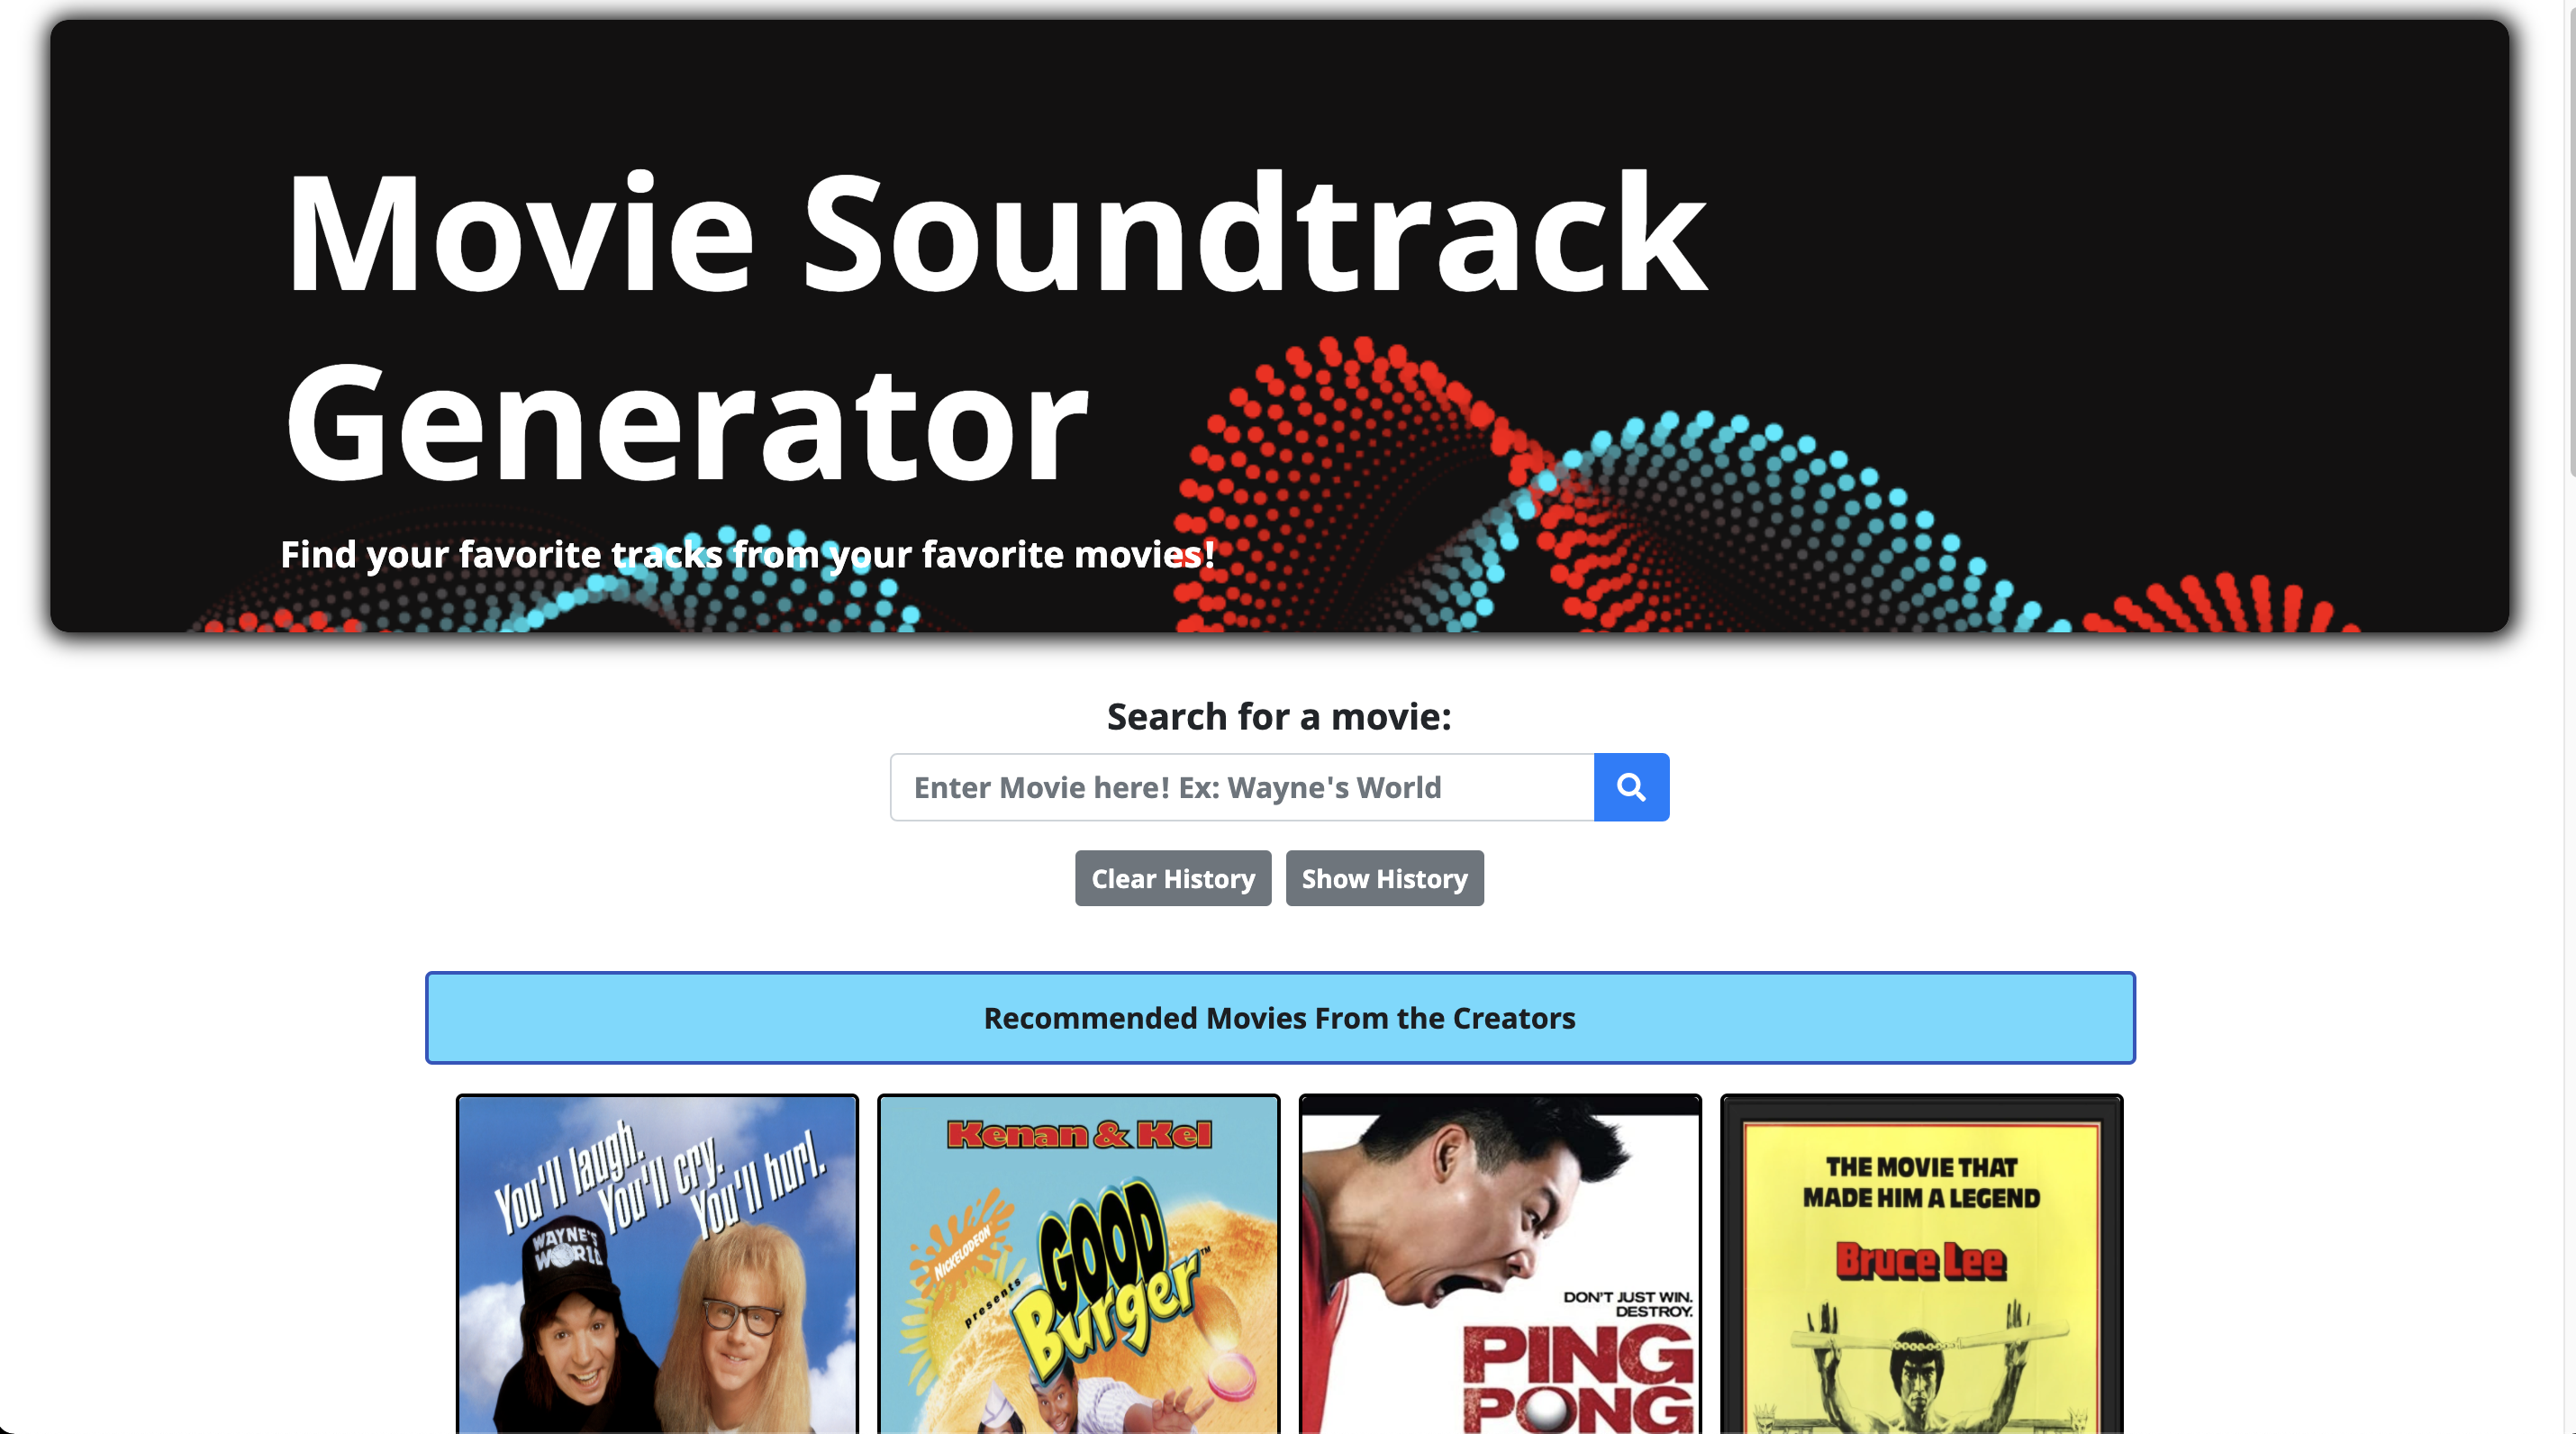 Movie Soundtrack
Generator
Find your favorite tracks from your favorite movies!
Search for a movie:
Enter Movie here! Ex: Wayne's World
Clear History
Show History
Recommended Movies From the Creators
You'll laugh.
You'll cry.
You'll hurl.
WAYNE'S
WORLD
Kenan & Kel
NICKELODEON
presents
GOOD
Burger™
DON'T JUST WIN.
DESTROY.
PING
PONG
THE MOVIE THAT
MADE HIM A LEGEND
Bruce Lee